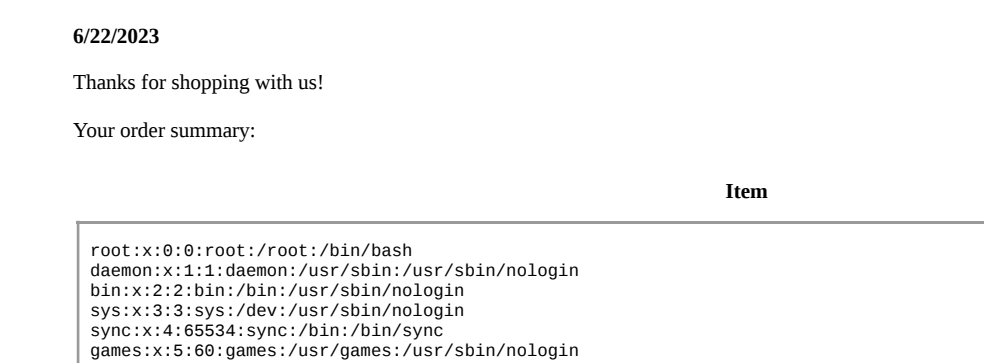 6/22/2023
Thanks for shopping with us!
Your order summary:
Item
root:x:0:0:root:/root:/bin/bash
daemon:x:1:1:daemon:/usr/sbin:/usr/sbin/nologin
bin:x:2:2:bin:/bin:/usr/sbin/nologin
sys:x:3:3:sys:/dev:/usr/sbin/nologin
sync:x:4:65534:sync:/bin:/bin/sync
games:x:5:60:games:/usr/games:/usr/sbin/nologin